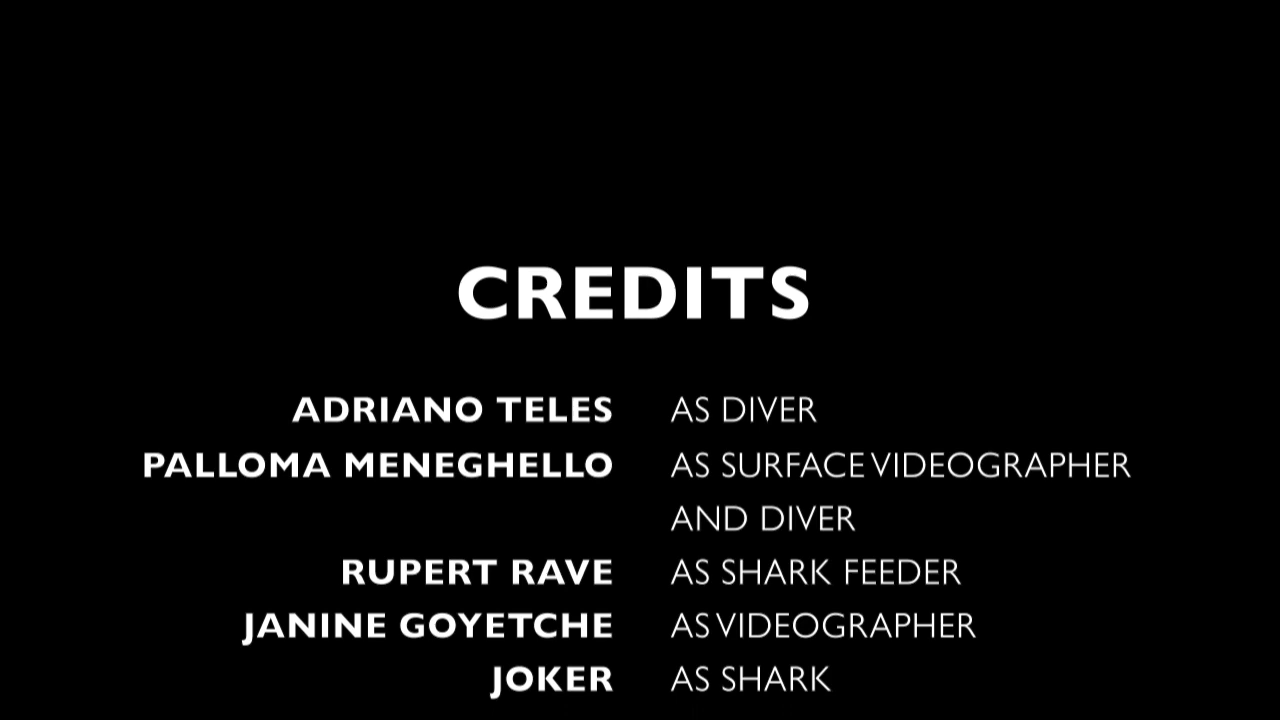 CREDITS
ADRIANO TELES AS DIVER
PALLOMA MENEGHELLO AS SURFACE VIDEOGRAPHER
AND DIVER
RUPERT RAVE AS SHARK FEEDER
JANINE GOYETCHE AS VIDEOGRAPHER
JOKER AS SHARK